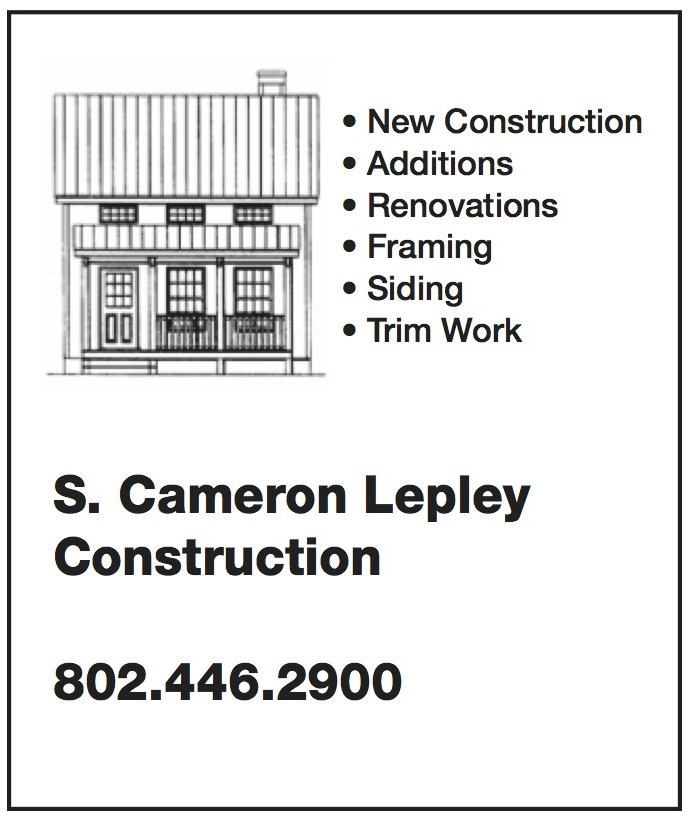 • New Construction
• Additions
• Renovations
• Framing
• Siding
• Trim Work
S. Cameron Lepley
Construction
802.446.2900